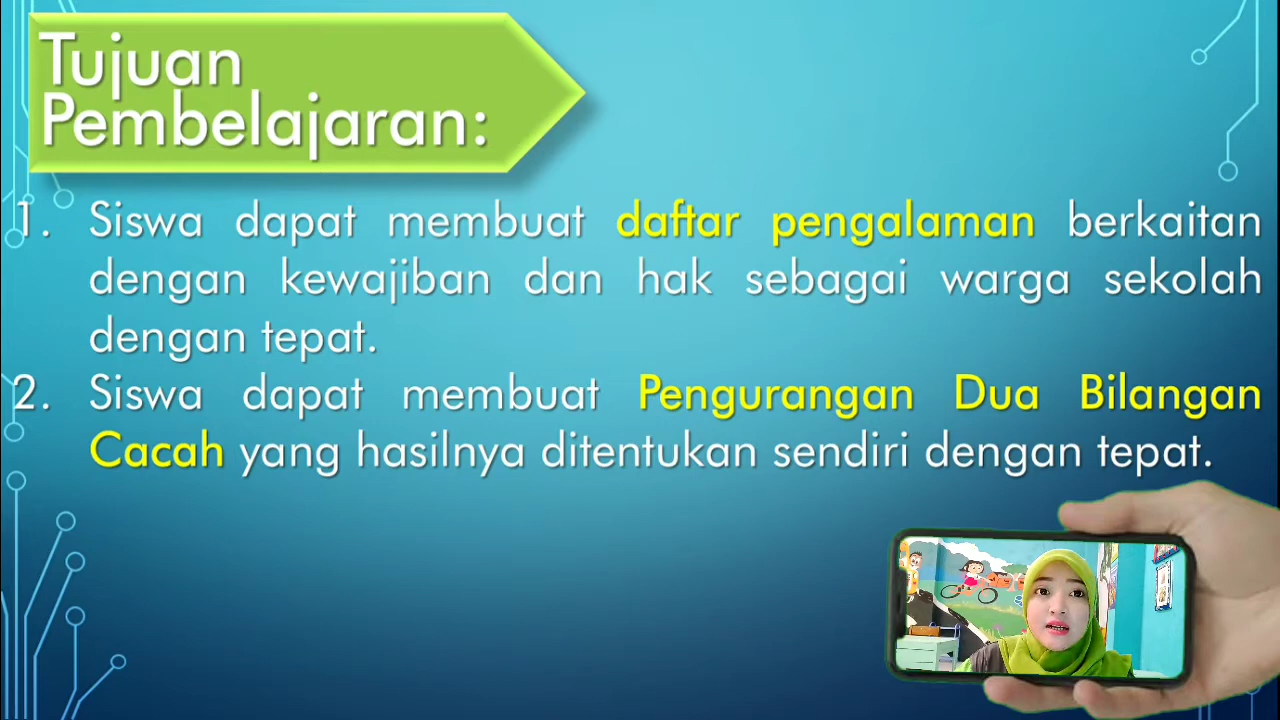 Tujuan
Pembelajaran:
1. Siswa dapat membuat daftar pengalaman berkaitan
dengan kewajiban dan hak sebagai warga sekolah
dengan tepat.
2. Siswa dapat membuat Pengurangan Dua Bilangan
Cacah yang hasilnya ditentukan sendiri dengan tepat.